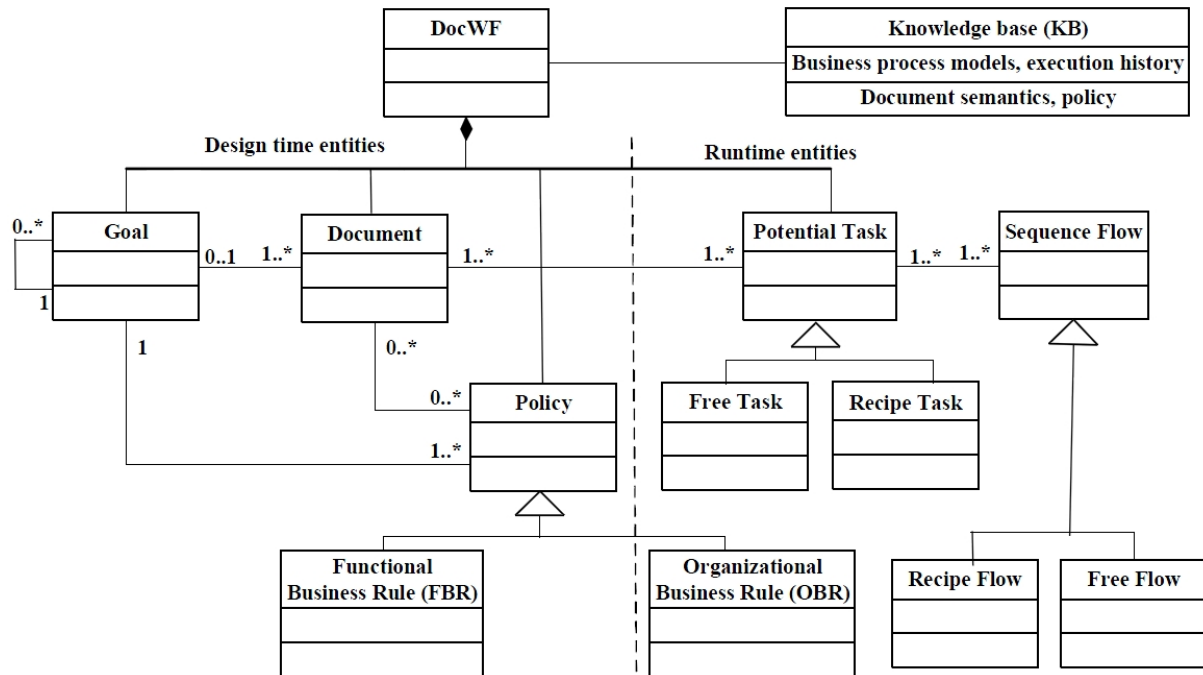 DocWF
Knowledge base (KB)
Business process models, execution history
Document semantics, policy
Design time entities
Runtime entities
0..*
Goal
1
0..1
1..*
Document
1..*
1..*
Potential Task
1..*
1..*
Sequence Flow
1
0..*
0..*
1..*
Policy
Free Task
Recipe Task
Functional
Business Rule (FBR)
Organizational
Business Rule (OBR)
Recipe Flow
Free Flow